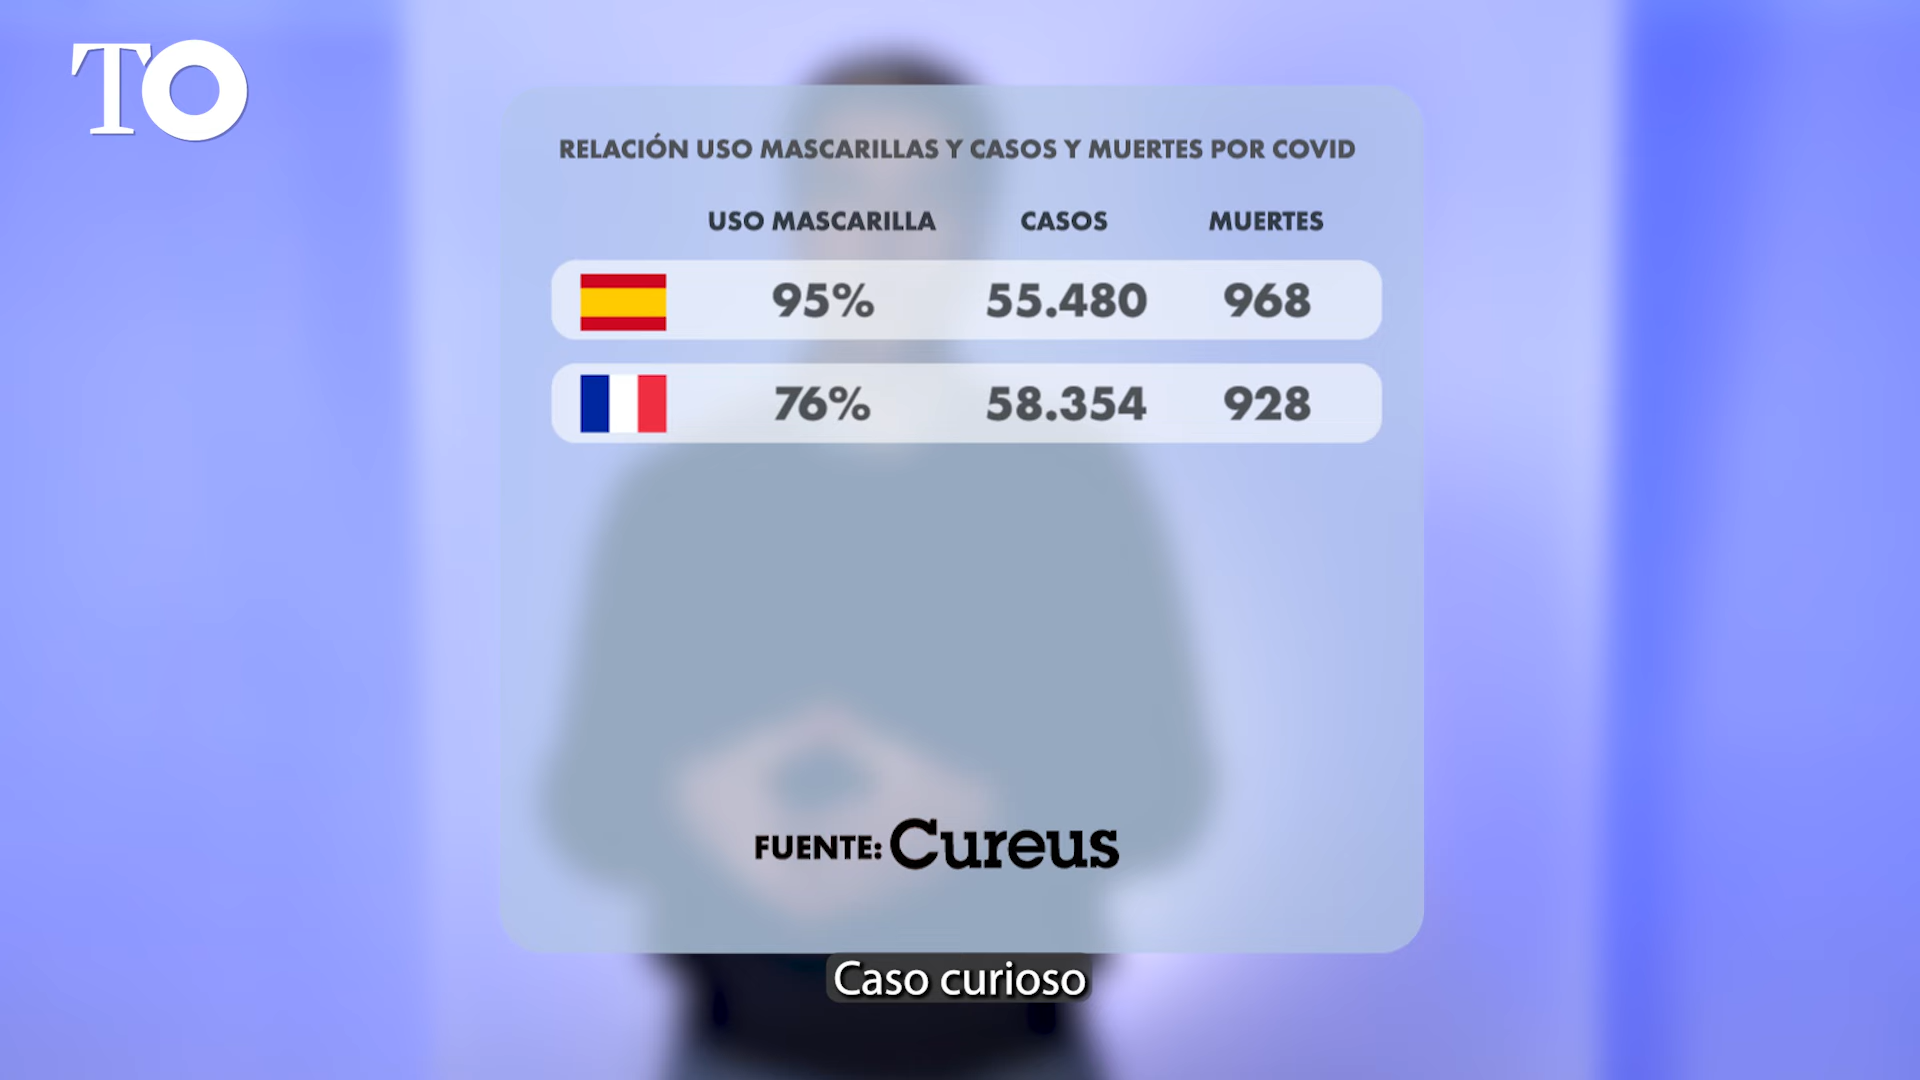 TO
RELACIÓN USO MASCARILLAS Y CASOS Y MUERTES POR COVID
USO MASCARILLA CASOS MUERTES
95% 55.480 968
76% 58.354 928
FUENTE: Cureus
Caso curioso